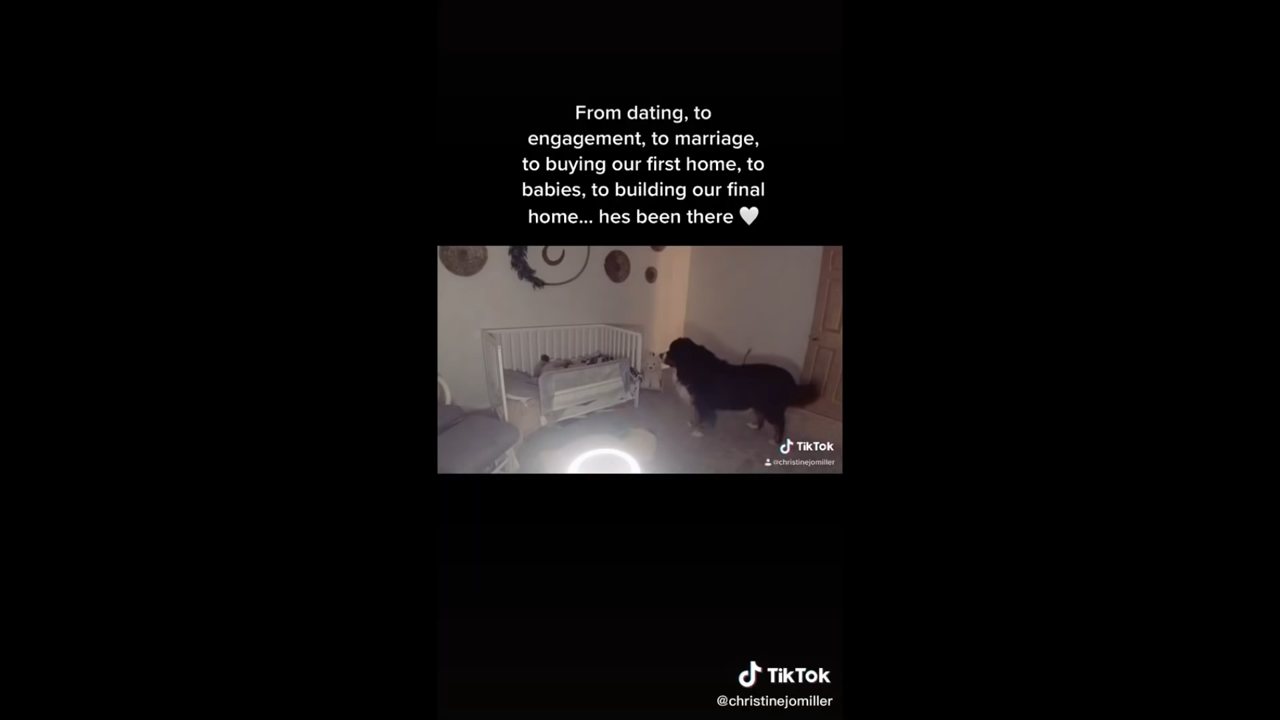 From dating, to
engagement, to marriage,
to buying our first home, to
babies, to building our final
home... hes been there 🤍
TikTok
@christinejomiller
TikTok
@christinejomiller